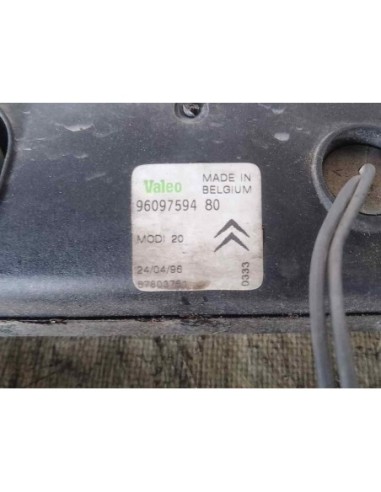 Valeo
MADE IN
BELGIUM
96097594 80
MODI 20
24/04/96
0333